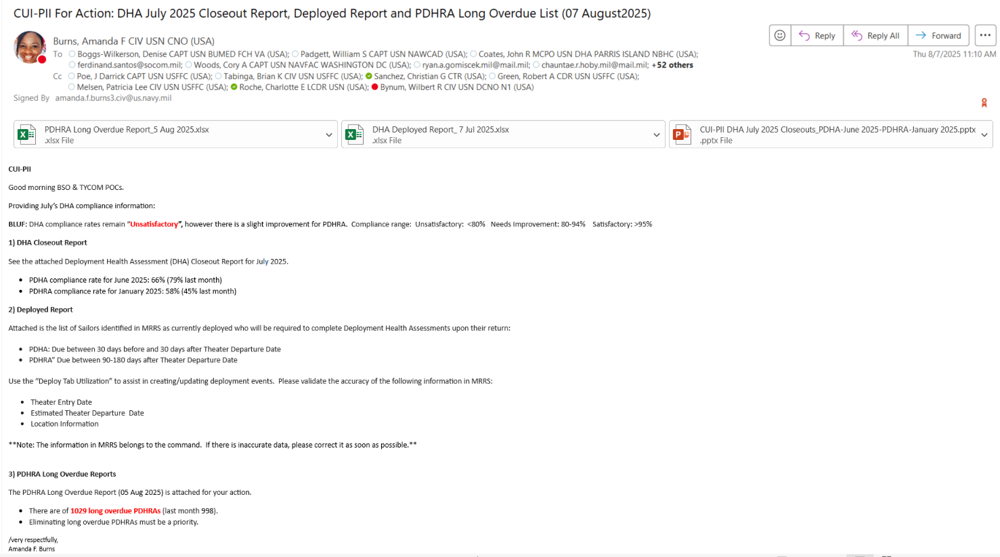 CUI-PII For Action: DHA July 2025 Closeout Report, Deployed Report and PDHRA Long Overdue List (07 August2025)
Burns, Amanda F CIV USN CNO (USA)
Reply
Reply All
Forward
Thu 8/7/2025 11:10 AM
To Boggs-Wilkerson, Denise CAPT USN BUMED FCH VA (USA); Padgett, William S CAPT USN NAWCAD (USA); Coates, John R MCPO USN DHA PARRIS ISLAND NBHC (USA);
ferdinand.santos@socom.mil; Woods, Cory A CAPT USN NAVFAC WASHINGTON DC (USA); ryan.a.gomiscek.mil@mail.mil; chauntae.r.hoby.mil@mail.mil; +52 others
Cc Poe, J Darrick CAPT USN USFFC (USA); Tabinga, Brian K CIV USN USFFC (USA); Sanchez, Christian G CTR (USA); Green, Robert A CDR USN USFFC (USA);
Melsen, Patricia Lee CIV USN USFFC (USA); Roche, Charlotte E LCDR USN (USA); Bynum, Wilbert R CIV USN DCNO N1 (USA)
Signed By amanda.f.burns3.civ@us.navy.mil
PDHRA Long Overdue Report_5 Aug 2025.xlsx
.xlsx File
DHA Deployed Report_ 7 Jul 2025.xlsx
.xlsx File
CUI-PII DHA July 2025 Closeouts_PDHA-June 2025-PDHRA-January 2025.pptx
.pptx File
CUI-PII
Good morning BSO & TYCOM POCs.
Providing July's DHA compliance information:
BLUF: DHA compliance rates remain “Unsatisfactory”, however there is a slight improvement for PDHRA. Compliance range: Unsatisfactory: <80% Needs Improvement: 80-94% Satisfactory: >95%
1) DHA Closeout Report
See the attached Deployment Health Assessment (DHA) Closeout Report for July 2025.
• PDHA compliance rate for June 2025: 66% (79% last month)
• PDHRA compliance rate for January 2025: 58% (45% last month)
2) Deployed Report
Attached is the list of Sailors identified in MRRS as currently deployed who will be required to complete Deployment Health Assessments upon their return:
• PDHA: Due between 30 days before and 30 days after Theater Departure Date
• PDHRA” Due between 90-180 days after Theater Departure Date
Use the “Deploy Tab Utilization” to assist in creating/updating deployment events. Please validate the accuracy of the following information in MRRS:
• Theater Entry Date
• Estimated Theater Departure Date
• Location Information
**Note: The information in MRRS belongs to the command. If there is inaccurate data, please correct it as soon as possible.**
3) PDHRA Long Overdue Reports
The PDHRA Long Overdue Report (05 Aug 2025) is attached for your action.
• There are of 1029 long overdue PDHRAs (last month 998).
• Eliminating long overdue PDHRAs must be a priority.
/very respectfully,
Amanda F. Burns